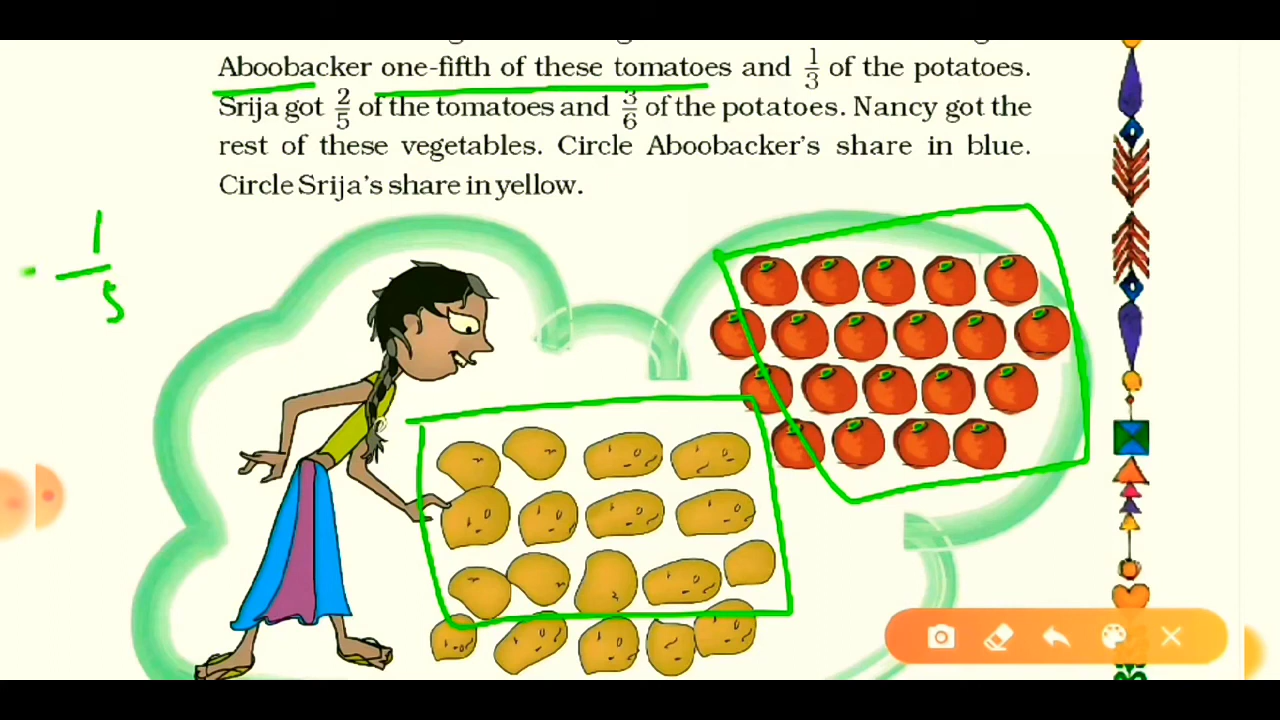 Aboobacker one-fifth of these tomatoes and 1/3 of the potatoes.
Srija got 2/5 of the tomatoes and 3/6 of the potatoes. Nancy got the
rest of these vegetables. Circle Aboobacker's share in blue.
Circle Srija's share in yellow.
1/5